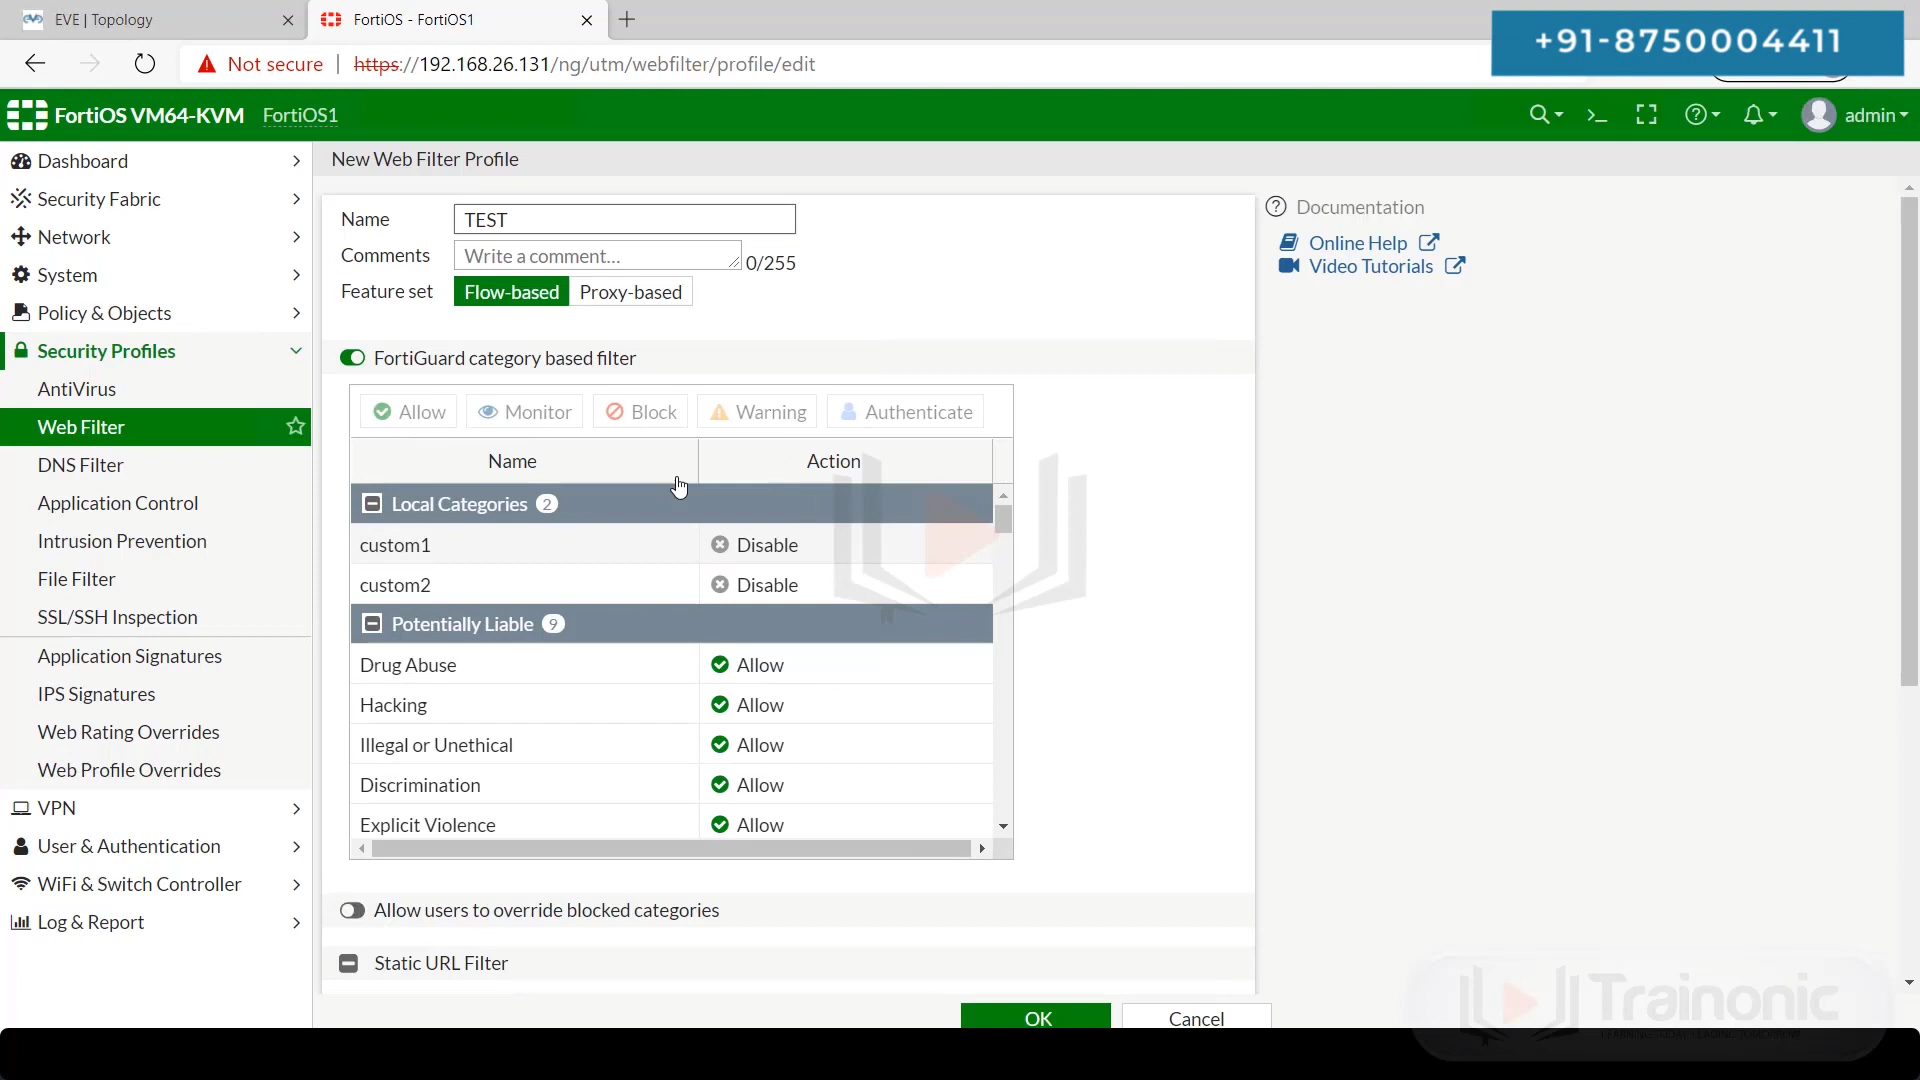 EVE | Topology
FortiOS - FortiOS1
+91-8750004411
Not secure | https://192.168.26.131/ng/utm/webfilter/profile/edit
FortiOS VM64-KVM FortiOS1
admin
Dashboard
Security Fabric
Network
System
Policy & Objects
Security Profiles
AntiVirus
Web Filter
DNS Filter
Application Control
Intrusion Prevention
File Filter
SSL/SSH Inspection
Application Signatures
IPS Signatures
Web Rating Overrides
Web Profile Overrides
VPN
User & Authentication
WiFi & Switch Controller
Log & Report
New Web Filter Profile
Name TEST
Comments Write a comment... 0/255
Feature set Flow-based Proxy-based
FortiGuard category based filter
Allow Monitor Block Warning Authenticate
Name Action
Local Categories 2
custom1 Disable
custom2 Disable
Potentially Liable 9
Drug Abuse Allow
Hacking Allow
Illegal or Unethical Allow
Discrimination Allow
Explicit Violence Allow
Allow users to override blocked categories
Static URL Filter
OK Cancel
Documentation
Online Help
Video Tutorials
Trainonic